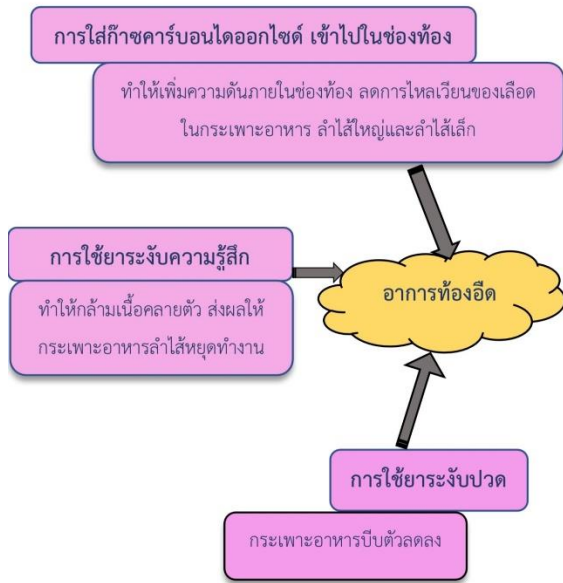 การใส่ก๊าซคาร์บอนไดออกไซด์ เข้าไปในช่องท้อง
ทำให้เพิ่มความดันภายในช่องท้อง ลดการไหลเวียนของเลือด
ในกระเพาะอาหาร ลำไส้ใหญ่และลำไส้เล็ก
การใช้ยาระงับความรู้สึก
ทำให้กล้ามเนื้อคลายตัว ส่งผลให้
กระเพาะอาหารลำไส้หยุดทำงาน
อาการท้องอืด
การใช้ยาระงับปวด
กระเพาะอาหารบีบตัวลดลง